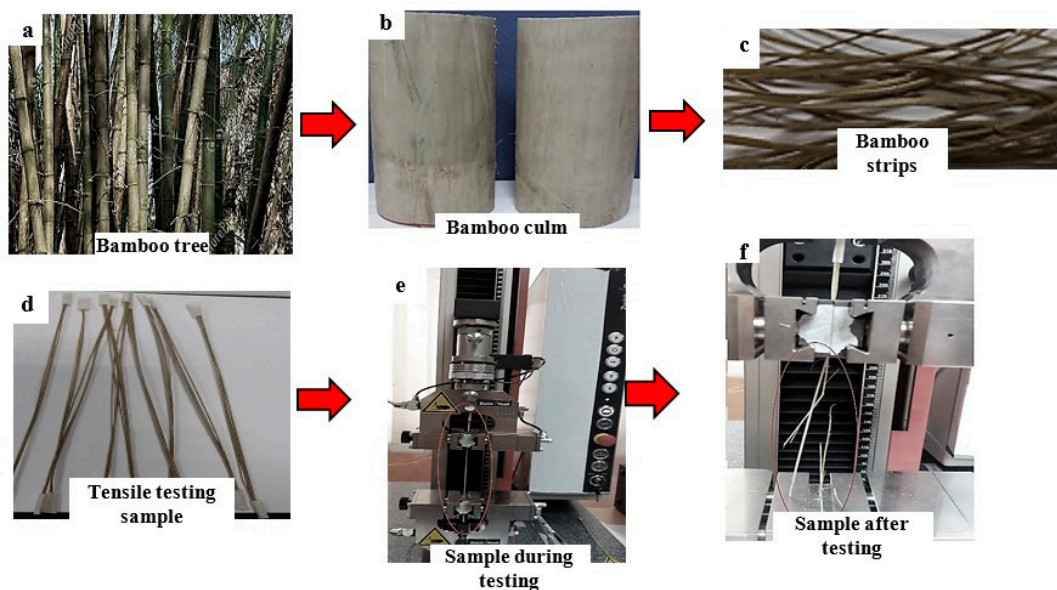 a
Bamboo tree
b
Bamboo culm
c
Bamboo
strips
d
Tensile testing
sample
e
Sample during
testing
f
Sample after
testing